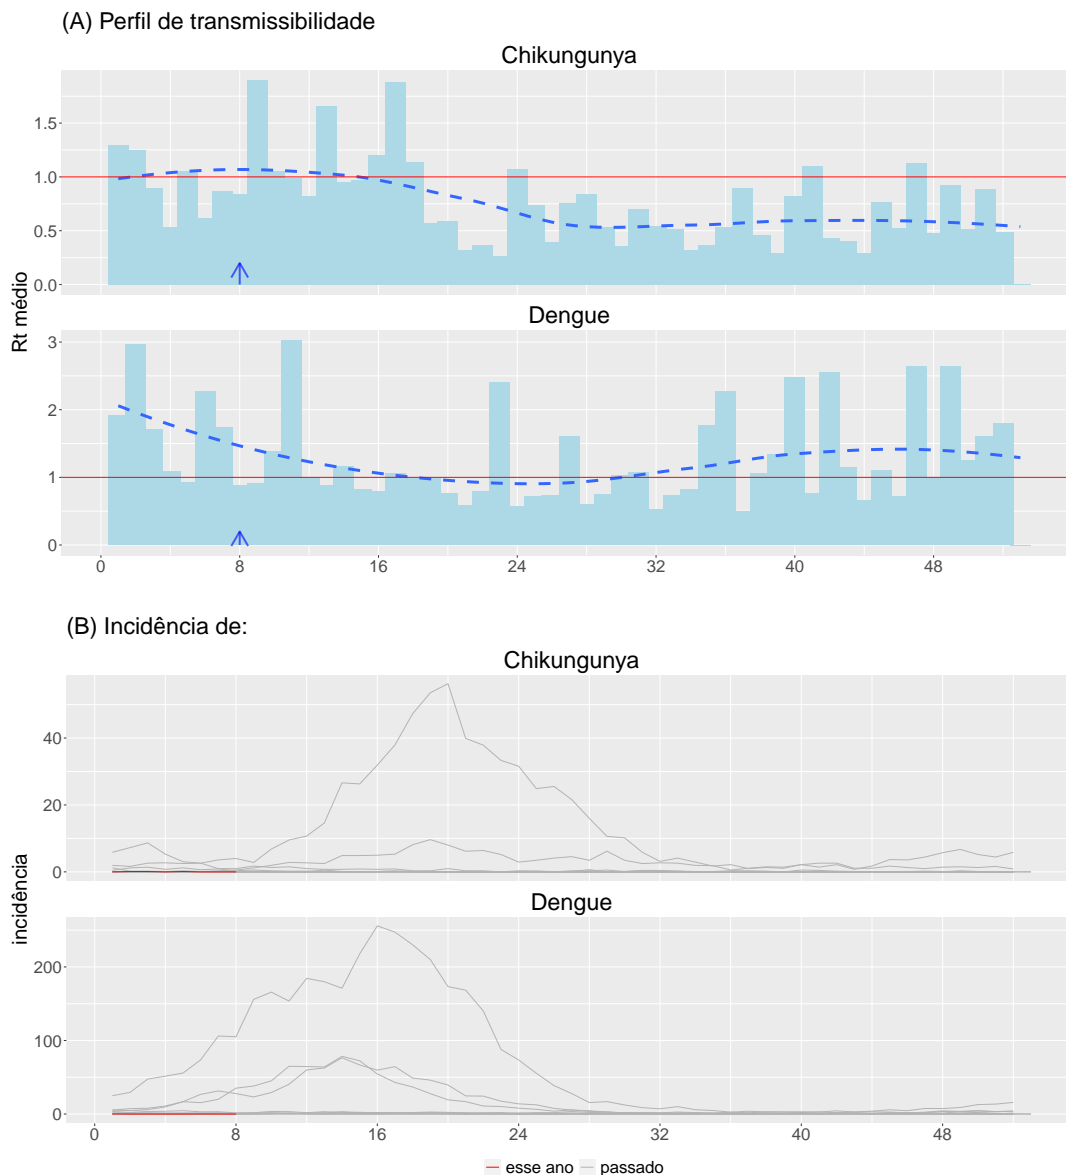 (A) Perfil de transmissibilidade
Chikungunya
1.5
1.0
0.5
0.0
Rt médio
Dengue
3
2
1
0
0 8 16 24 32 40 48
(B) Incidência de:
Chikungunya
40
20
0
incidência
Dengue
200
100
0
0 8 16 24 32 40 48
esse ano passado